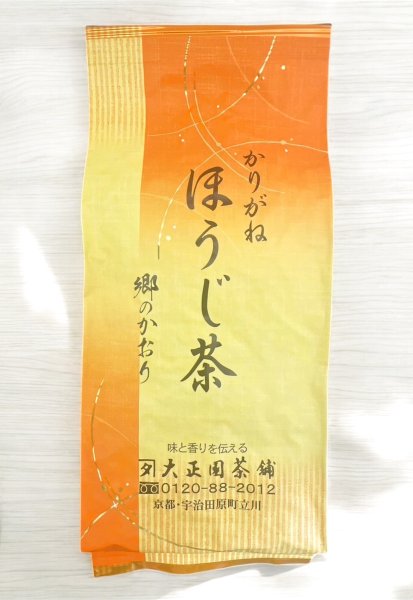 かりがね
ほうじ茶
郷のかおり
味と香りを伝える
大正園茶舗
0120-88-2012
京都・宇治田原町立川